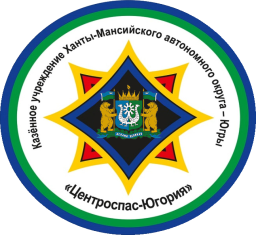 Казённое учреждение Ханты-Мансийского автономного округа – Югры
«Центроспас-Югория»